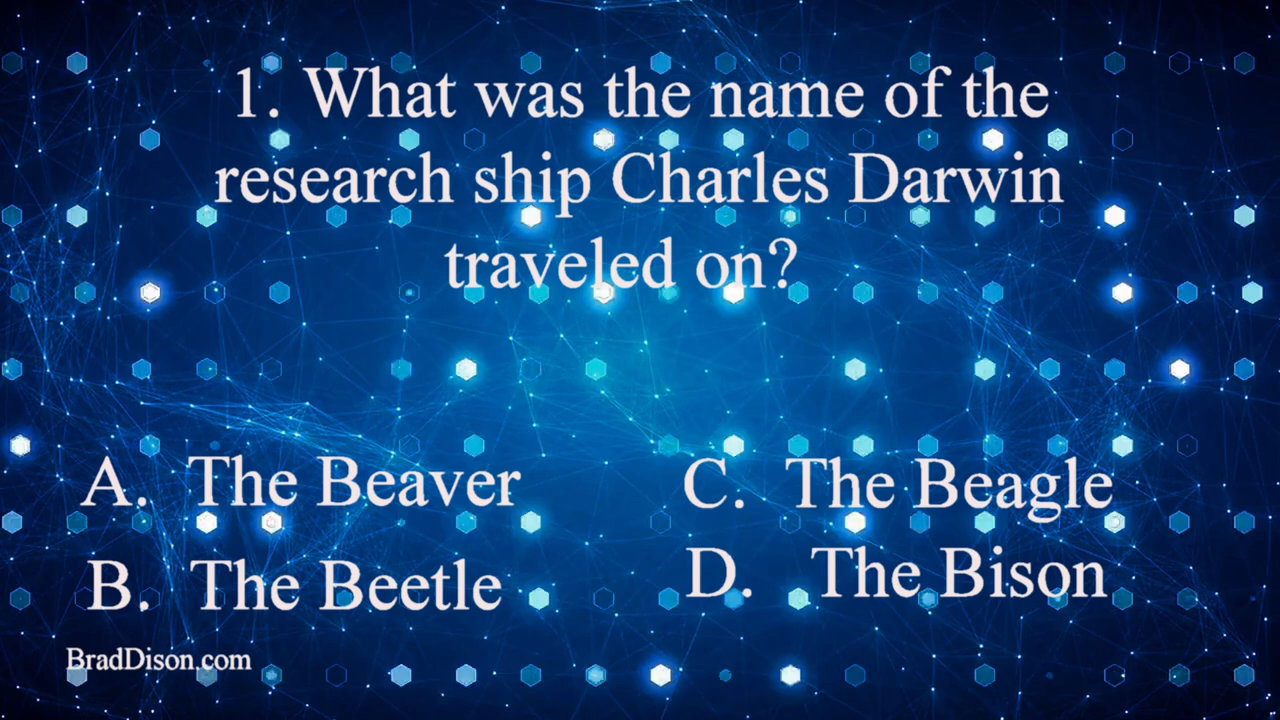 1. What was the name of the
research ship Charles Darwin
traveled on?
A. The Beaver
B. The Beetle
C. The Beagle
D. The Bison
BradDison.com